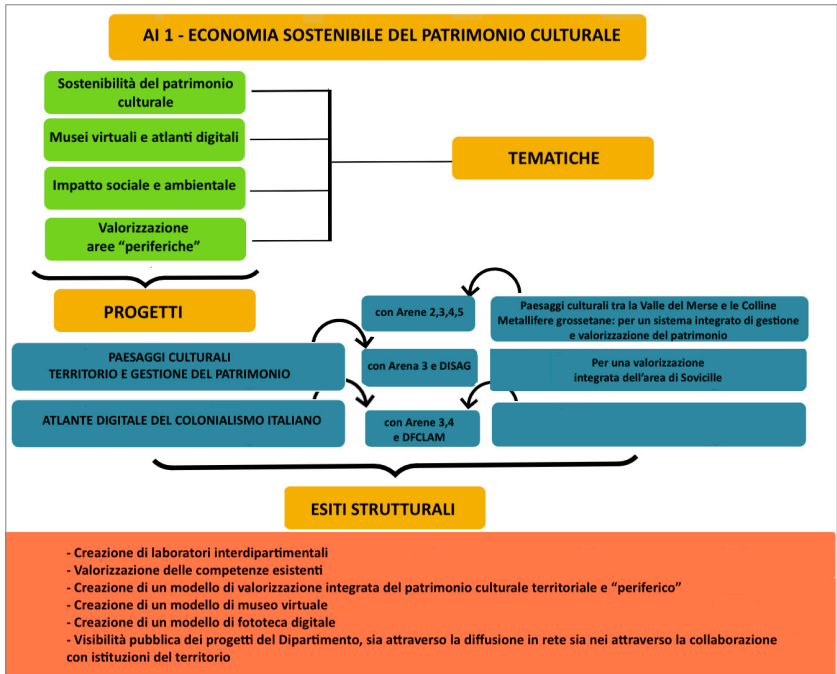 AI 1 - ECONOMIA SOSTENIBILE DEL PATRIMONIO CULTURALE
Sostenibilità del patrimonio
culturale
Musei virtuali e atlanti digitali
Impatto sociale e ambientale
Valorizzazione
aree “periferiche”
TEMATICHE
PROGETTI
con Arene 2,3,4,5
Paesaggi culturali tra la Valle del Merse e le Colline
Metallifere grossetane: per un sistema integrato di gestione
e valorizzazione del patrimonio
PAESAGGI CULTURALI
TERRITORIO E GESTIONE DEL PATRIMONIO
con Arena 3 e DISAG
Per una valorizzazione
integrata dell’area di Sovicille
ATLANTE DIGITALE DEL COLONIALISMO ITALIANO
con Arene 3,4
e DFCLAM
ESITI STRUTTURALI
- Creazione di laboratori interdipartimentali
- Valorizzazione delle competenze esistenti
- Creazione di un modello di valorizzazione integrata del patrimonio culturale territoriale e “periferico”
- Creazione di un modello di museo virtuale
- Creazione di un modello di fototeca digitale
- Visibilità pubblica dei progetti del Dipartimento, sia attraverso la diffusione in rete sia nei attraverso la collaborazione
con istituzioni del territorio